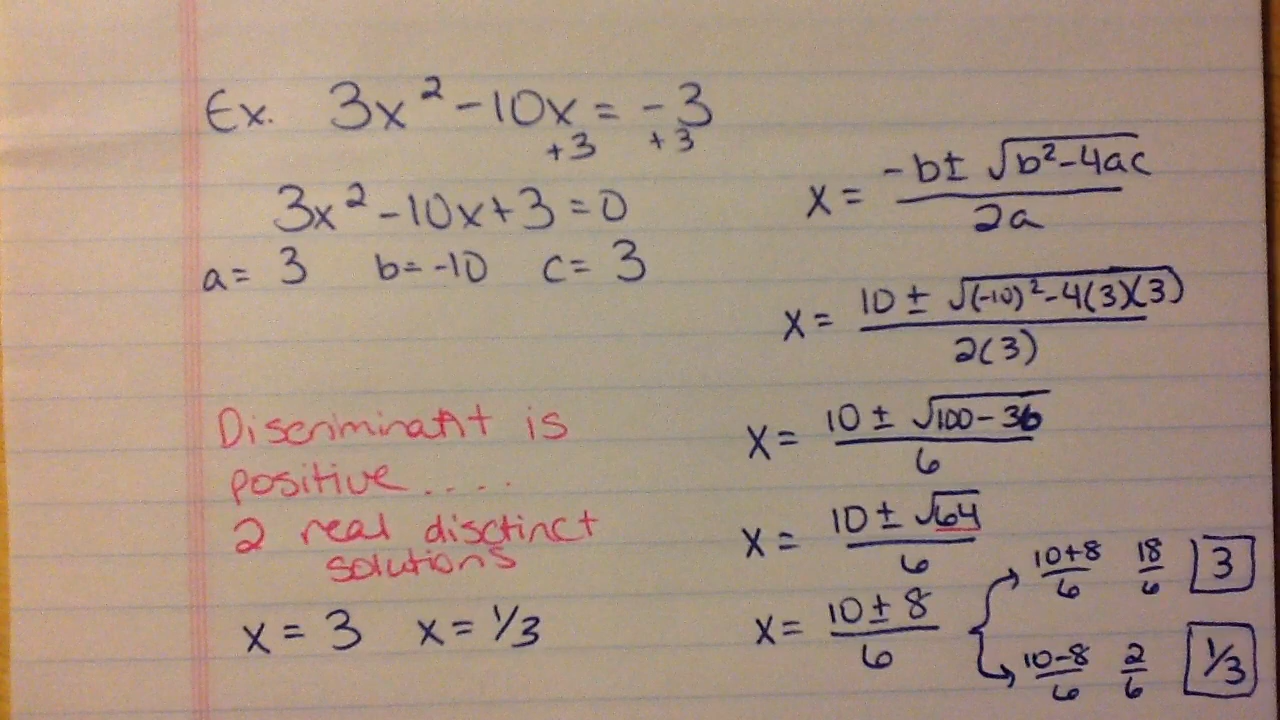 Ex. 3x² -10x = -3
+3 +3
3x² -10x+3 =0
a= 3 b= -10 c= 3
Discriminant is
positive....
2 real disctinct
solutions
x = 3 x = 1/3
x = -b± √b²-4ac / 2a
x = 10 ± √(-10)²-4(3)(3) / 2(3)
x = 10 ± √100-36 / 6
x = 10 ± √64 / 6
x = 10 ± 8 / 6
10+8/6 18/6 3
10-8/6 2/6 1/3